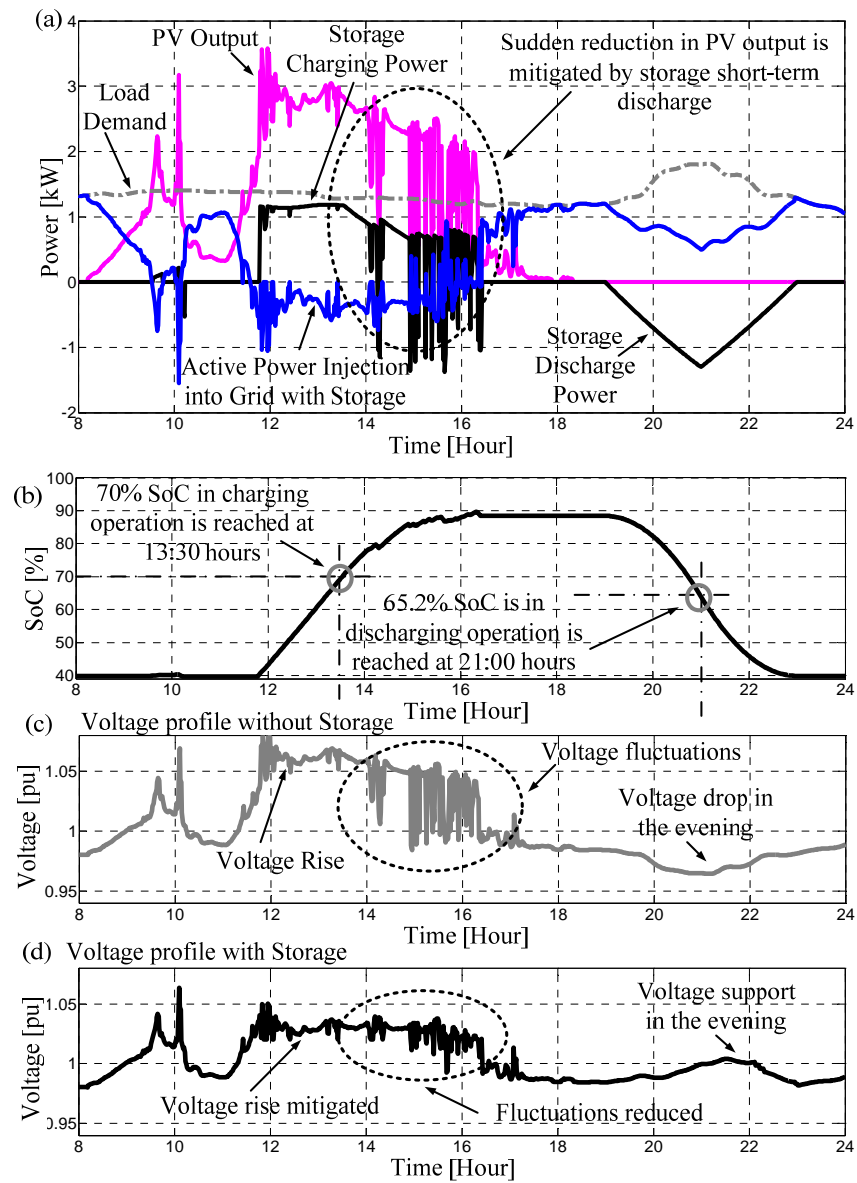 (a)
4
3
2
1
0
-1
-2
Power [kW]
PV Output
Storage
Charging Power
Sudden reduction in PV output is
mitigated by storage short-term
discharge
Load
Demand
Active Power Injection
into Grid with Storage
Storage
Discharge
Power
8 10 12 14 16 18 20 22 24
Time [Hour]
(b)
100
90
80
70
60
50
40
SoC [%]
70% SoC in charging
operation is reached at
13:30 hours
65.2% SoC is in
discharging operation is
reached at 21:00 hours
8 10 12 14 16 18 20 22 24
Time [Hour]
(c) Voltage profile without Storage
1.05
1
0.95
Voltage [pu]
Voltage fluctuations
Voltage drop in
the evening
Voltage Rise
8 10 12 14 16 18 20 22 24
Time [Hour]
(d) Voltage profile with Storage
1.05
1
0.95
Voltage [pu]
Voltage support
in the evening
Voltage rise mitigated
Fluctuations reduced
8 10 12 14 16 18 20 22 24
Time [Hour]